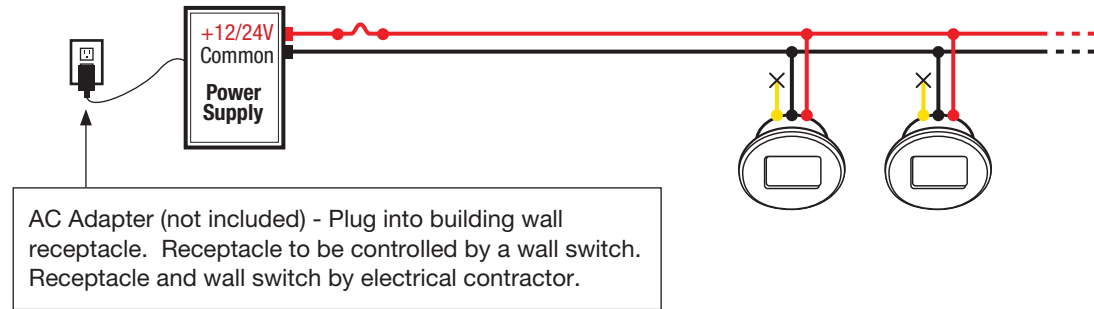 +12/24V
Common
Power
Supply
AC Adapter (not included) - Plug into building wall
receptacle.  Receptacle to be controlled by a wall switch.
Receptacle and wall switch by electrical contractor.